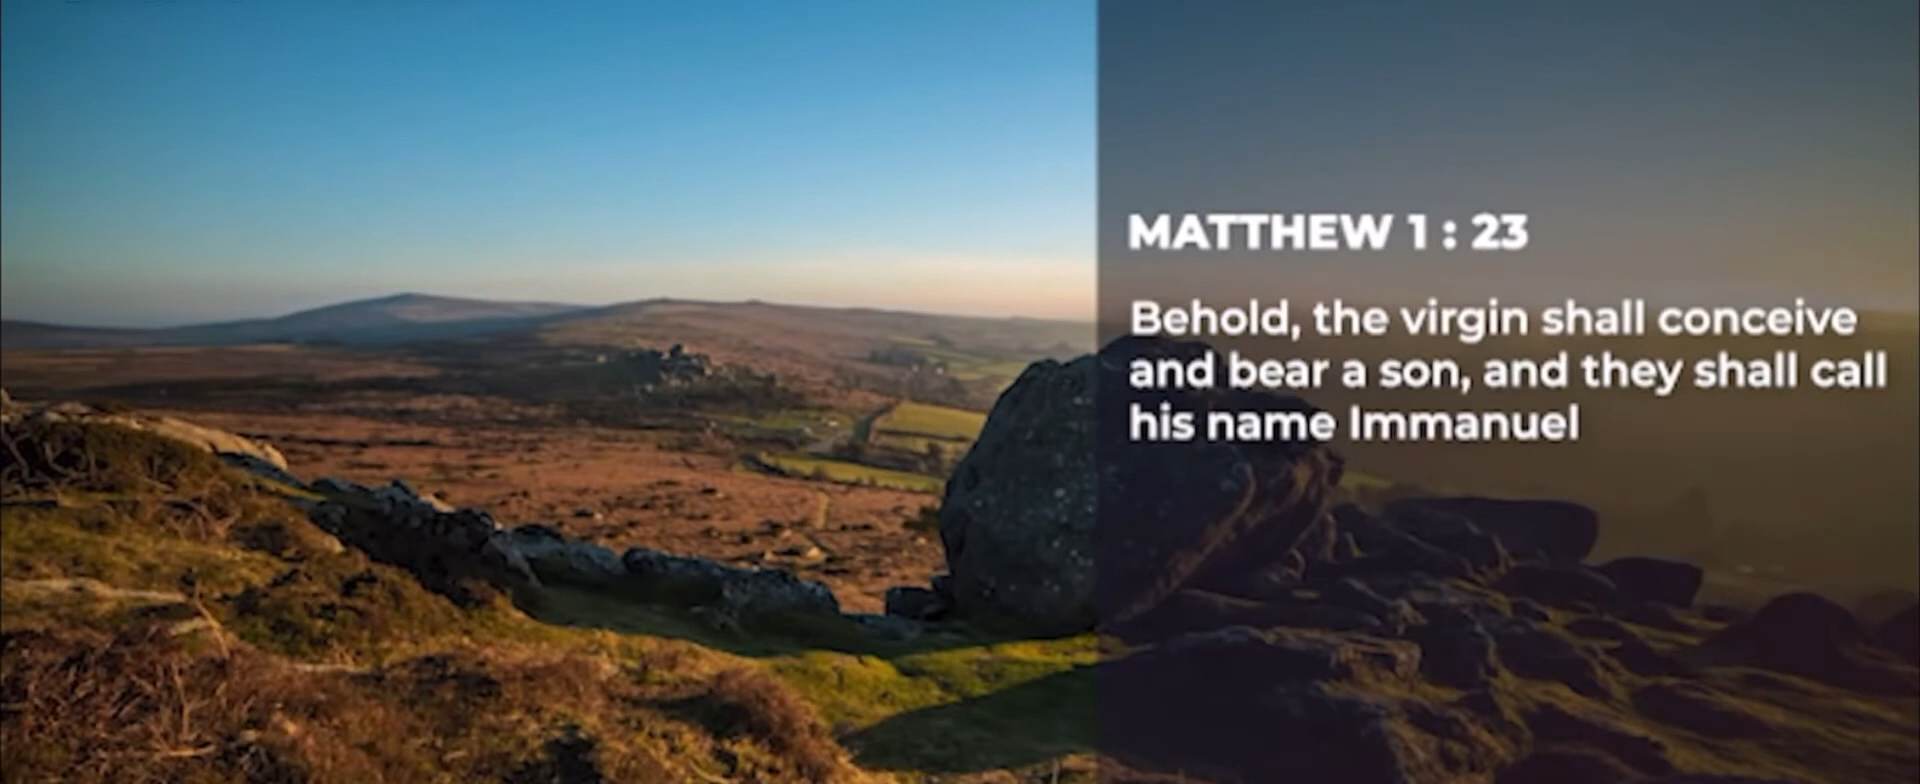 MATTHEW 1 : 23
Behold, the virgin shall conceive
and bear a son, and they shall call
his name Immanuel